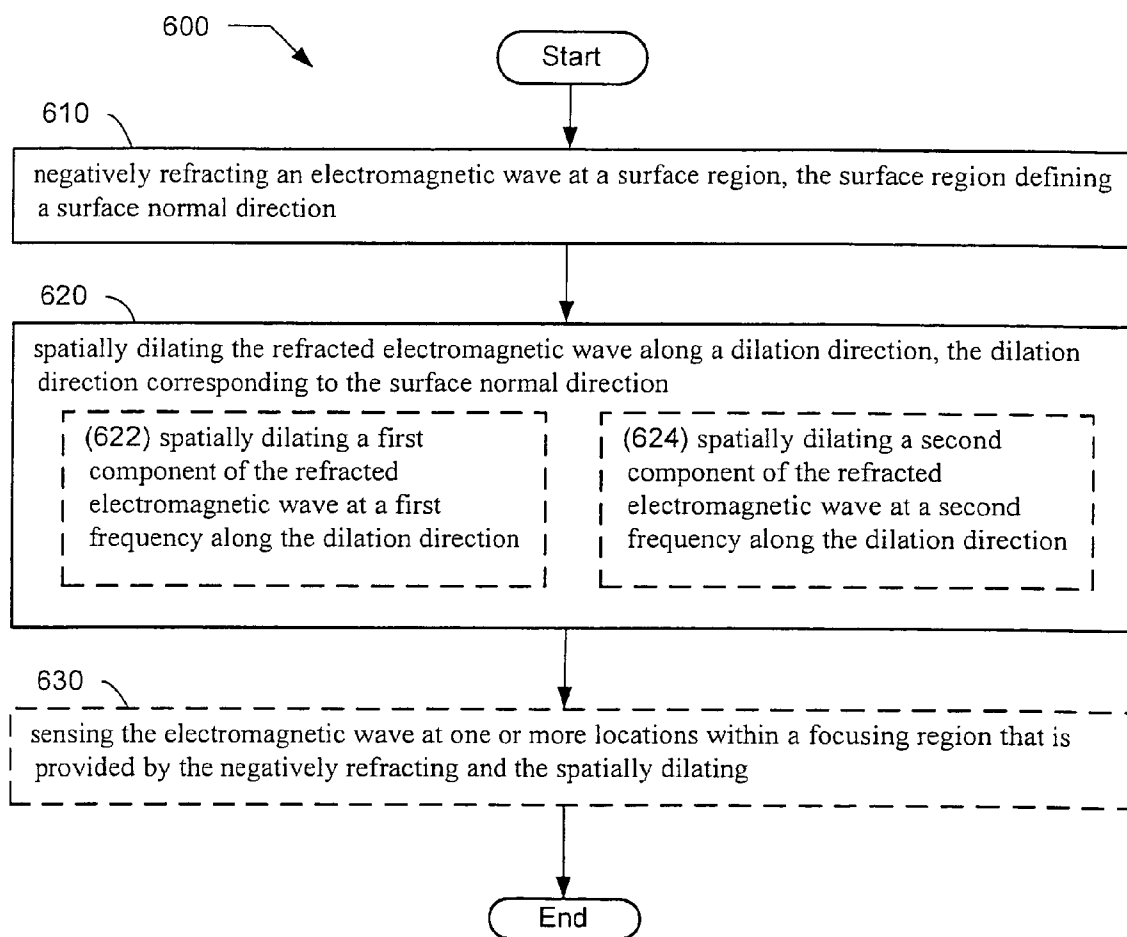 600
Start
610
negatively refracting an electromagnetic wave at a surface region, the surface region defining
a surface normal direction
620
spatially dilating the refracted electromagnetic wave along a dilation direction, the dilation
direction corresponding to the surface normal direction
(622) spatially dilating a first
component of the refracted
electromagnetic wave at a first
frequency along the dilation direction
(624) spatially dilating a second
component of the refracted
electromagnetic wave at a second
frequency along the dilation direction
630
sensing the electromagnetic wave at one or more locations within a focusing region that is
provided by the negatively refracting and the spatially dilating
End